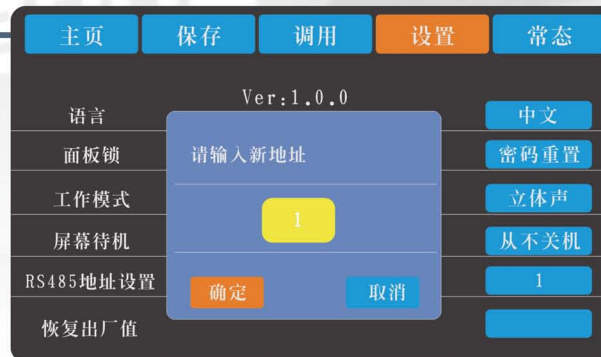 主页 保存 调用 设置 常态
Ver:1.0.0
语言 中文
面板锁 请输入新地址 密码重置
工作模式 立体声
1
屏幕待机 从不关机
RS485地址设置 确定 取消 1
恢复出厂值